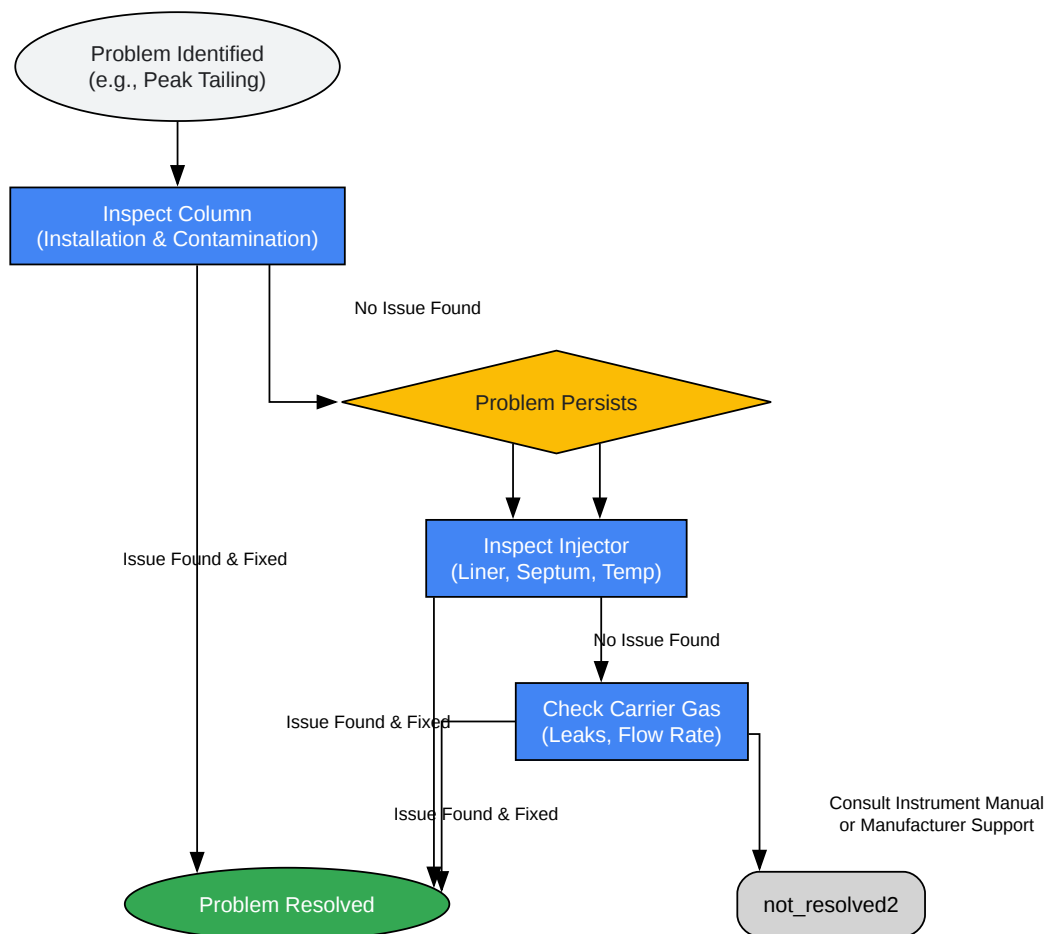 Problem Identified
(e.g., Peak Tailing)
Inspect Column
(Installation & Contamination)
No Issue Found
Problem Persists
Inspect Injector
(Liner, Septum, Temp)
Issue Found & Fixed
No Issue Found
Check Carrier Gas
(Leaks, Flow Rate)
Issue Found & Fixed
Issue Found & Fixed
Consult Instrument Manual
or Manufacturer Support
Problem Resolved
not_resolved2